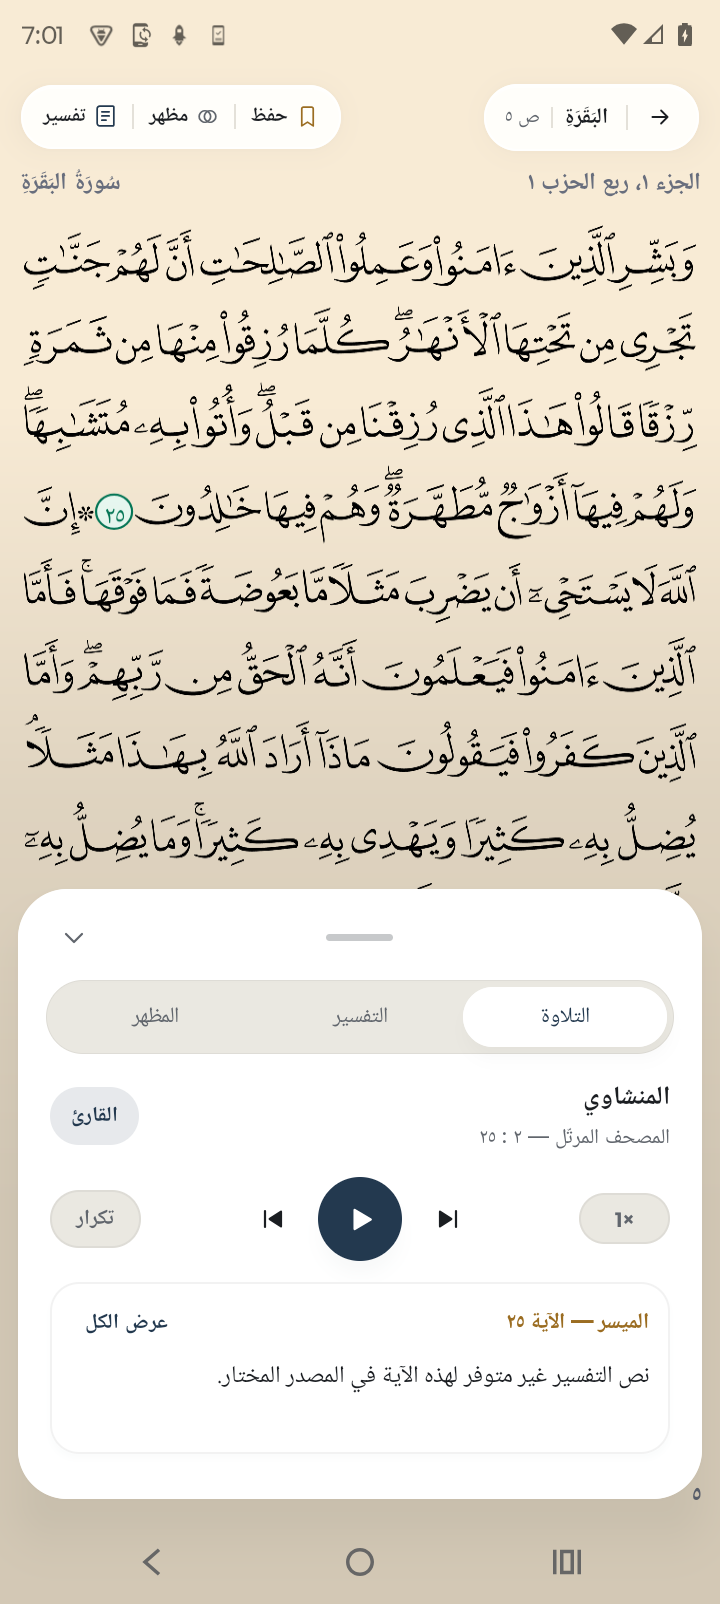 7:01
→ البَقَرَةِ ص ٥
حفظ مظهر تفسير
الجزء ١، ربع الحزب ١
سُورَةُ البَقَرَةِ
وَبَشِّرِ ٱلَّذِينَ ءَامَنُوا۟ وَعَمِلُوا۟ ٱلصَّـٰلِحَـٰتِ أَنَّ لَهُمْ جَنَّـٰتٍ
تَجْرِى مِن تَحْتِهَا ٱلْأَنْهَـٰرُ ۖ كُلَّمَا رُزِقُوا۟ مِنْهَا مِن ثَمَرَةٍ
رِّزْقًا قَالُوا۟ هَـٰذَا ٱلَّذِى رُزِقْنَا مِن قَبْلُ ۖ وَأُتُوا۟ بِهِۦ مُتَشَـٰبِهًا ۖ
وَلَهُمْ فِيهَآ أَزْوَٰجٌ مُّطَهَّرَةٌ ۖ وَهُمْ فِيهَا خَـٰلِدُونَ ٢٥ ۞ إِنَّ
ٱللَّهَ لَا يَسْتَحْىِۦٓ أَن يَضْرِبَ مَثَلًا مَّا بَعُوضَةً فَمَا فَوْقَهَا ۚ فَأَمَّا
ٱلَّذِينَ ءَامَنُوا۟ فَيَعْلَمُونَ أَنَّهُ ٱلْحَقُّ مِن رَّبِّهِمْ ۖ وَأَمَّا
ٱلَّذِينَ كَفَرُوا۟ فَيَقُولُونَ مَاذَآ أَرَادَ ٱللَّهُ بِهَـٰذَا مَثَلًا ۘ
يُضِلُّ بِهِۦ كَثِيرًا وَيَهْدِى بِهِۦ كَثِيرًا ۚ وَمَا يُضِلُّ بِهِۦٓ
التلاوة التفسير المظهر
المنشاوي
المصحف المرتّل — ٢ : ٢٥
القارئ
1×
تكرار
الميسر — الآية ٢٥
عرض الكل
نص التفسير غير متوفر لهذه الآية في المصدر المختار.
٥